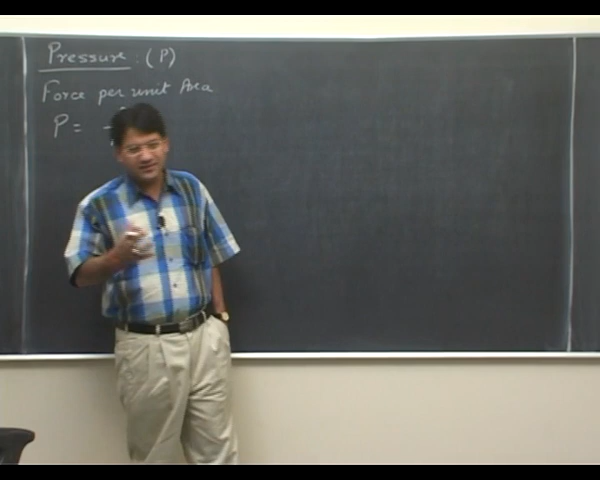 Pressure : (P)
Force per unit Area
P =